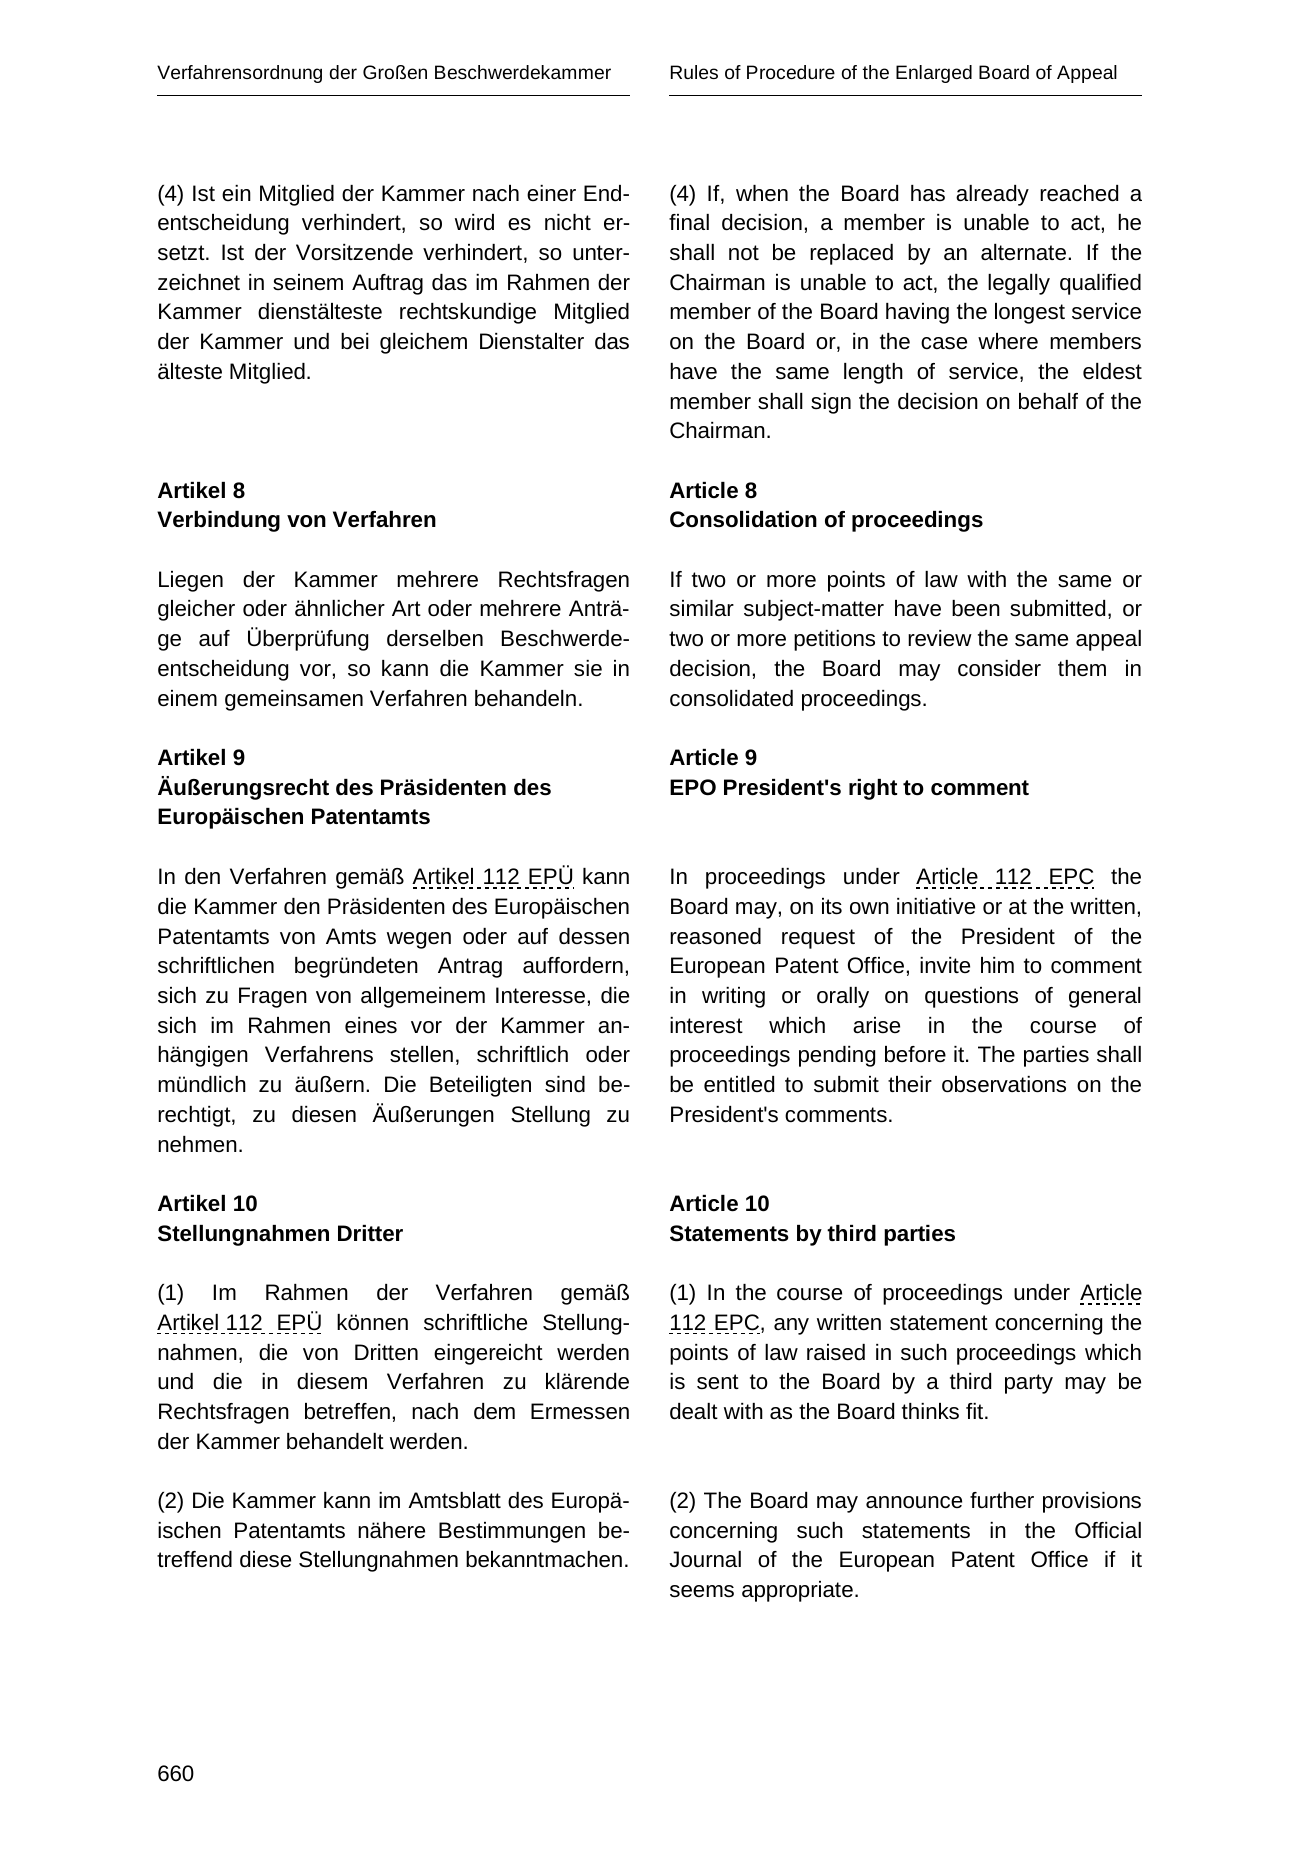 Verfahrensordnung der Großen Beschwerdekammer
(4) Ist ein Mitglied der Kammer nach einer End-
entscheidung verhindert, so wird es nicht er-
setzt. Ist der Vorsitzende verhindert, so unter-
zeichnet in seinem Auftrag das im Rahmen der
Kammer dienstälteste rechtskundige Mitglied
der Kammer und bei gleichem Dienstalter das
älteste Mitglied.
Artikel 8
Verbindung von Verfahren
Liegen der Kammer mehrere Rechtsfragen
gleicher oder ähnlicher Art oder mehrere Anträ-
ge auf Überprüfung derselben Beschwerde-
entscheidung vor, so kann die Kammer sie in
einem gemeinsamen Verfahren behandeln.
Artikel 9
Äußerungsrecht des Präsidenten des
Europäischen Patentamts
In den Verfahren gemäß Artikel 112 EPÜ kann
die Kammer den Präsidenten des Europäischen
Patentamts von Amts wegen oder auf dessen
schriftlichen begründeten Antrag auffordern,
sich zu Fragen von allgemeinem Interesse, die
sich im Rahmen eines vor der Kammer an-
hängigen Verfahrens stellen, schriftlich oder
mündlich zu äußern. Die Beteiligten sind be-
rechtigt, zu diesen Äußerungen Stellung zu
nehmen.
Artikel 10
Stellungnahmen Dritter
(1) Im Rahmen der Verfahren gemäß
Artikel 112 EPÜ können schriftliche Stellung-
nahmen, die von Dritten eingereicht werden
und die in diesem Verfahren zu klärende
Rechtsfragen betreffen, nach dem Ermessen
der Kammer behandelt werden.
(2) Die Kammer kann im Amtsblatt des Europä-
ischen Patentamts nähere Bestimmungen be-
treffend diese Stellungnahmen bekanntmachen.
Rules of Procedure of the Enlarged Board of Appeal
(4) If, when the Board has already reached a
final decision, a member is unable to act, he
shall not be replaced by an alternate. If the
Chairman is unable to act, the legally qualified
member of the Board having the longest service
on the Board or, in the case where members
have the same length of service, the eldest
member shall sign the decision on behalf of the
Chairman.
Article 8
Consolidation of proceedings
If two or more points of law with the same or
similar subject-matter have been submitted, or
two or more petitions to review the same appeal
decision, the Board may consider them in
consolidated proceedings.
Article 9
EPO President's right to comment
In proceedings under Article 112 EPC the
Board may, on its own initiative or at the written,
reasoned request of the President of the
European Patent Office, invite him to comment
in writing or orally on questions of general
interest which arise in the course of
proceedings pending before it. The parties shall
be entitled to submit their observations on the
President's comments.
Article 10
Statements by third parties
(1) In the course of proceedings under Article
112 EPC, any written statement concerning the
points of law raised in such proceedings which
is sent to the Board by a third party may be
dealt with as the Board thinks fit.
(2) The Board may announce further provisions
concerning such statements in the Official
Journal of the European Patent Office if it
seems appropriate.
660